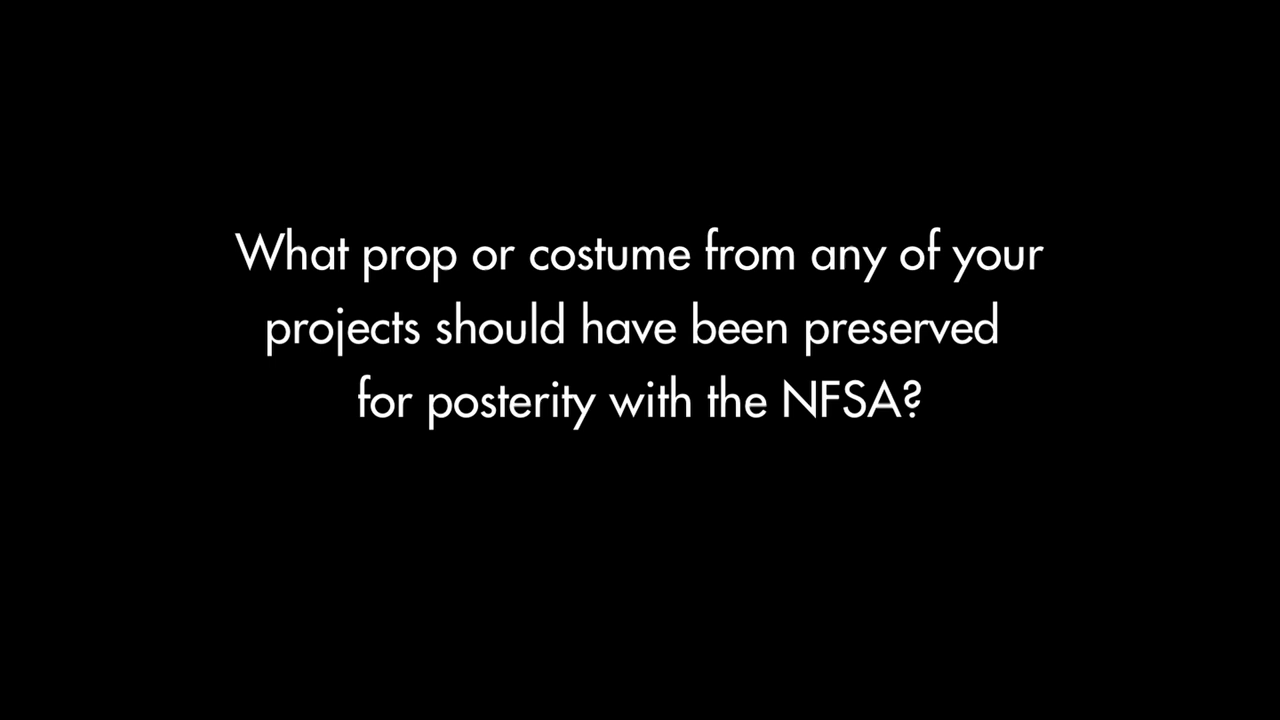 What prop or costume from any of your
projects should have been preserved
for posterity with the NFSA?